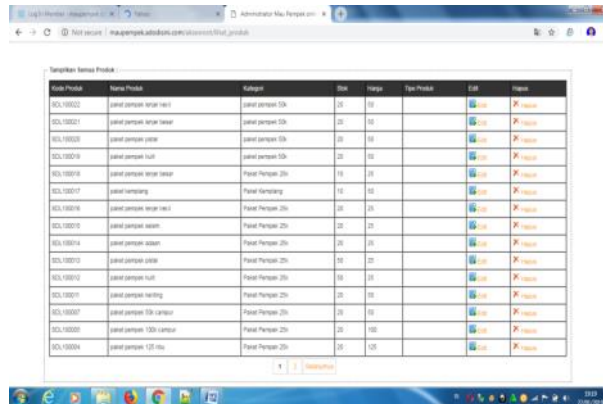 Log In Member - maupempek
Yahoo
Administrator Mau Pempek
Not secure | maupempek.
Tampilkan Semua Produk
Kode Produk Nama Produk Kategori Stok Harga Tipe Produk Edit Hapus
SDL100022 paket pempek lenjer kecil paket pempek 50k 20 50 Edit Hapus
SDL100021 paket pempek lenjer besar paket pempek 50k 20 50 Edit Hapus
SDL100020 paket pempek pistel paket pempek 50k 20 50 Edit Hapus
SDL100019 paket pempek kulit paket pempek 50k 20 50 Edit Hapus
SDL100018 paket pempek lenjer besar Paket Pempek 25k 10 25 Edit Hapus
SDL100017 paket kemplang Paket Kemplang 10 50 Edit Hapus
SDL100016 paket pempek lenjer kecil Paket Pempek 25k 20 25 Edit Hapus
SDL100015 paket pempek Paket Pempek 25k 20 25 Edit Hapus
SDL100014 paket pempek adaan Paket Pempek 25k 20 25 Edit Hapus
SDL100013 paket pempek pistel Paket Pempek 25k 50 25 Edit Hapus
SDL100012 paket pempek kulit Paket Pempek 25k 50 25 Edit Hapus
SDL100011 paket pempek keriting Paket Pempek 25k 20 50 Edit Hapus
SDL100007 paket pempek 50k campur Paket Pempek 25k 20 50 Edit Hapus
SDL100005 paket pempek 100k campur Paket Pempek 25k 20 100 Edit Hapus
SDL100004 paket pempek 125 ribu Paket Pempek 25k 20 125 Edit Hapus
1 2 Selanjutnya